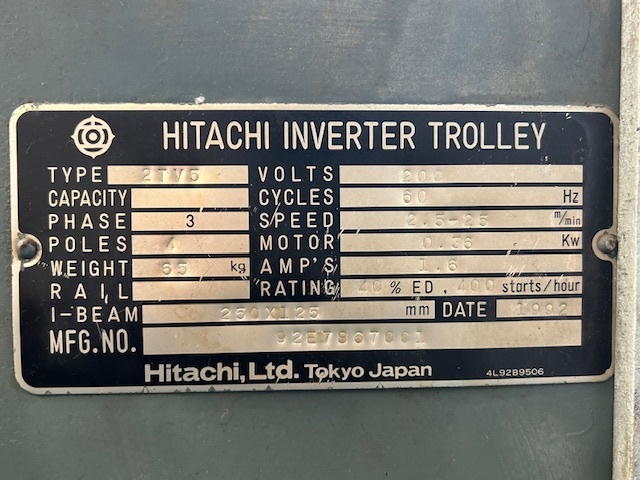 HITACHI INVERTER TROLLEY
TYPE 2TV5 VOLTS 200
CAPACITY CYCLES 60 Hz
PHASE 3 SPEED 2.5-25 m/min
POLES 4 MOTOR 0.36 Kw
WEIGHT 65 kg AMP'S 1.6
RAIL RATING 40 % ED, 400 starts/hour
I-BEAM 250X125 mm DATE 1992
MFG.NO. 92E7867001
Hitachi, Ltd. Tokyo Japan 4L9289506